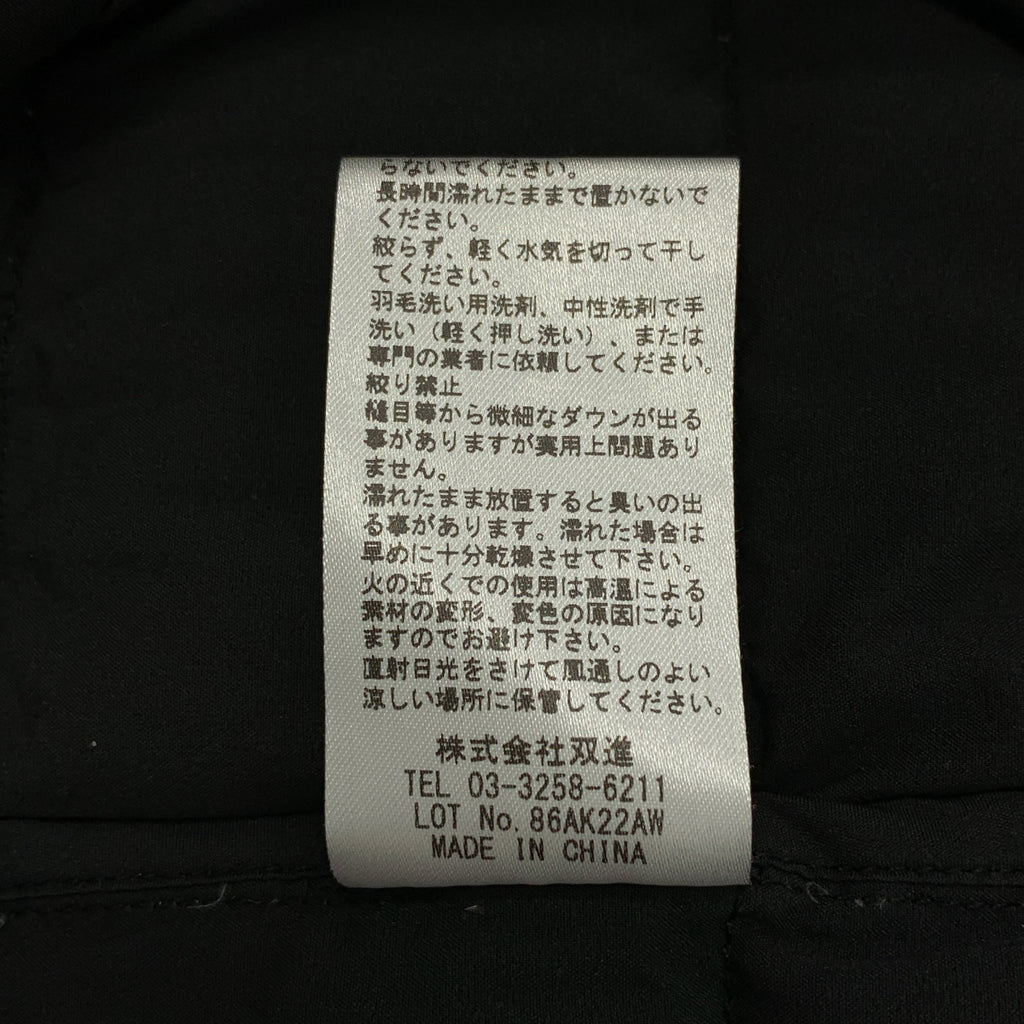 らないでください。
長時間濡れたままで置かないで
ください。
絞らず、軽く水気を切って干し
てください。
羽毛洗い用洗剤、中性洗剤で手
洗い（軽く押し洗い）、または
専門の業者に依頼してください。
絞り禁止
縫目等から微細なダウンが出る
事がありますが実用上問題あり
ません。
濡れたまま放置すると臭いの出
る事があります。濡れた場合は
早めに十分乾燥させて下さい。
火の近くでの使用は高温による
素材の変形、変色の原因になり
ますのでお避け下さい。
直射日光をさけて風通しのよい
涼しい場所に保管してください。
株式会社双進
TEL 03-3258-6211
LOT No. 86AK22AW
MADE IN CHINA